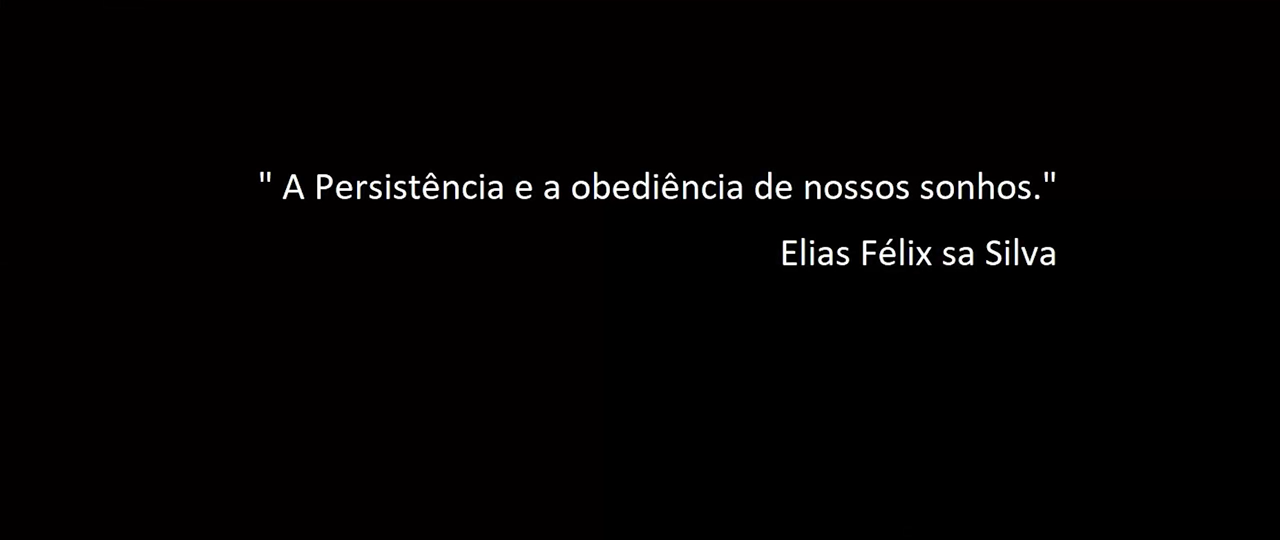 " A Persistência e a obediência de nossos sonhos."
Elias Félix sa Silva